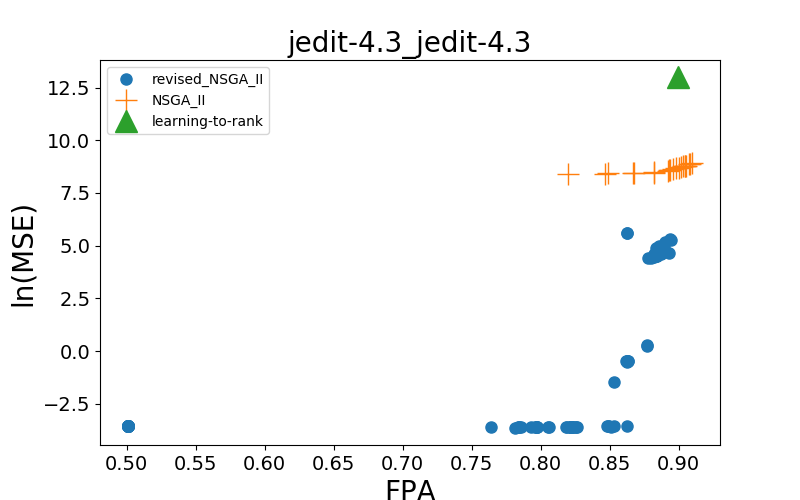 jedit-4.3_jedit-4.3
revised_NSGA_II
NSGA_II
learning-to-rank
12.5
10.0
7.5
5.0
2.5
0.0
−2.5
ln(MSE)
0.50 0.55 0.60 0.65 0.70 0.75 0.80 0.85 0.90
FPA